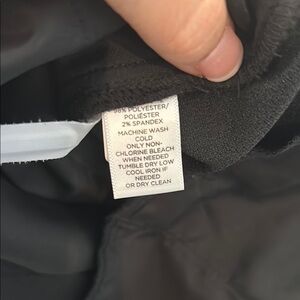 98% POLYESTER/
POLIÉSTER
2% SPANDEX
MACHINE WASH
COLD
ONLY NON-
CHLORINE BLEACH
WHEN NEEDED
TUMBLE DRY LOW
COOL IRON IF
NEEDED
OR DRY CLEAN